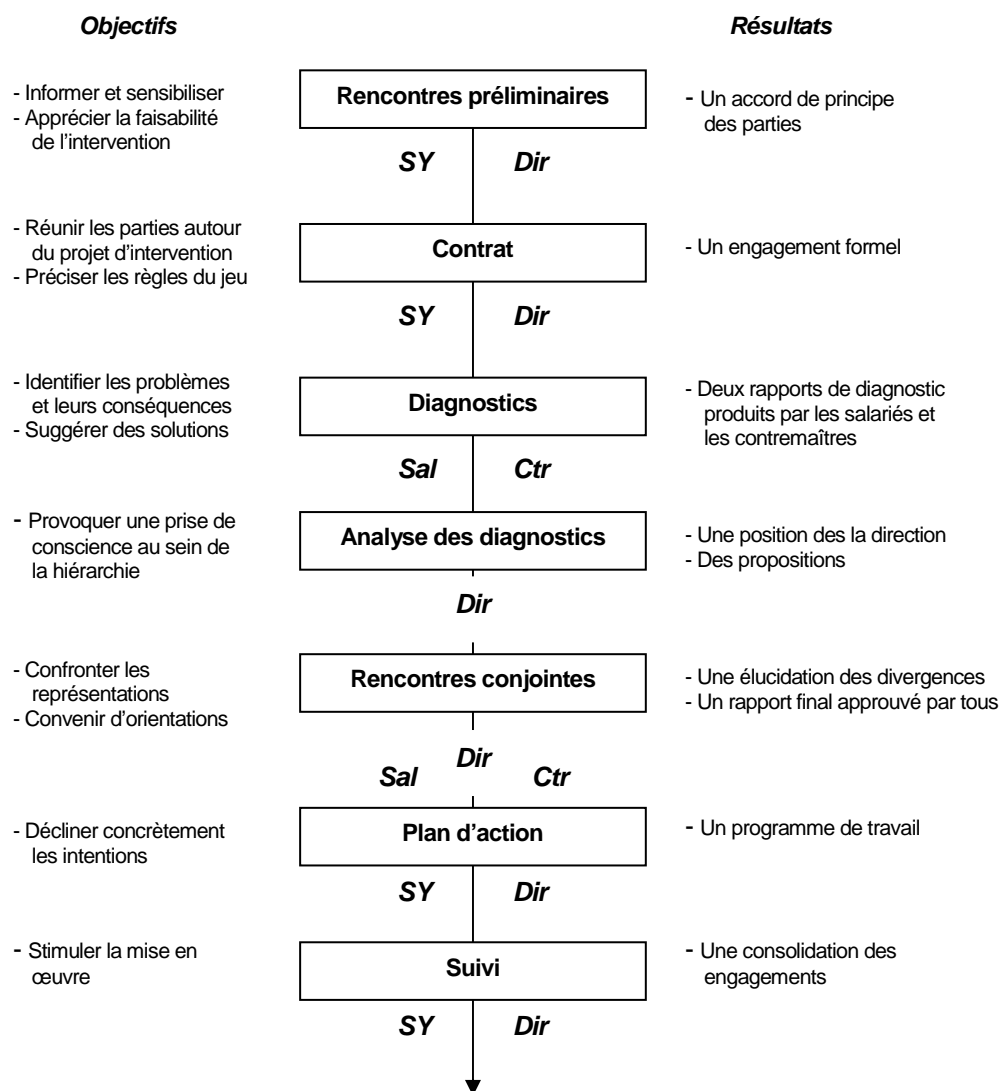 Objectifs
Résultats
- Informer et sensibiliser
- Apprécier la faisabilité
de l'intervention
Rencontres préliminaires
- Un accord de principe
des parties
SY Dir
- Réunir les parties autour
du projet d'intervention
- Préciser les règles du jeu
Contrat
- Un engagement formel
SY Dir
- Identifier les problèmes
et leurs conséquences
- Suggérer des solutions
Diagnostics
- Deux rapports de diagnostic
produits par les salariés et
les contremaîtres
Sal Ctr
- Provoquer une prise de
conscience au sein de
la hiérarchie
Analyse des diagnostics
- Une position des la direction
- Des propositions
Dir
- Confronter les
représentations
- Convenir d'orientations
Rencontres conjointes
- Une élucidation des divergences
- Un rapport final approuvé par tous
Sal Dir Ctr
- Décliner concrètement
les intentions
Plan d'action
- Un programme de travail
SY Dir
- Stimuler la mise en
œuvre
Suivi
- Une consolidation des
engagements
SY Dir